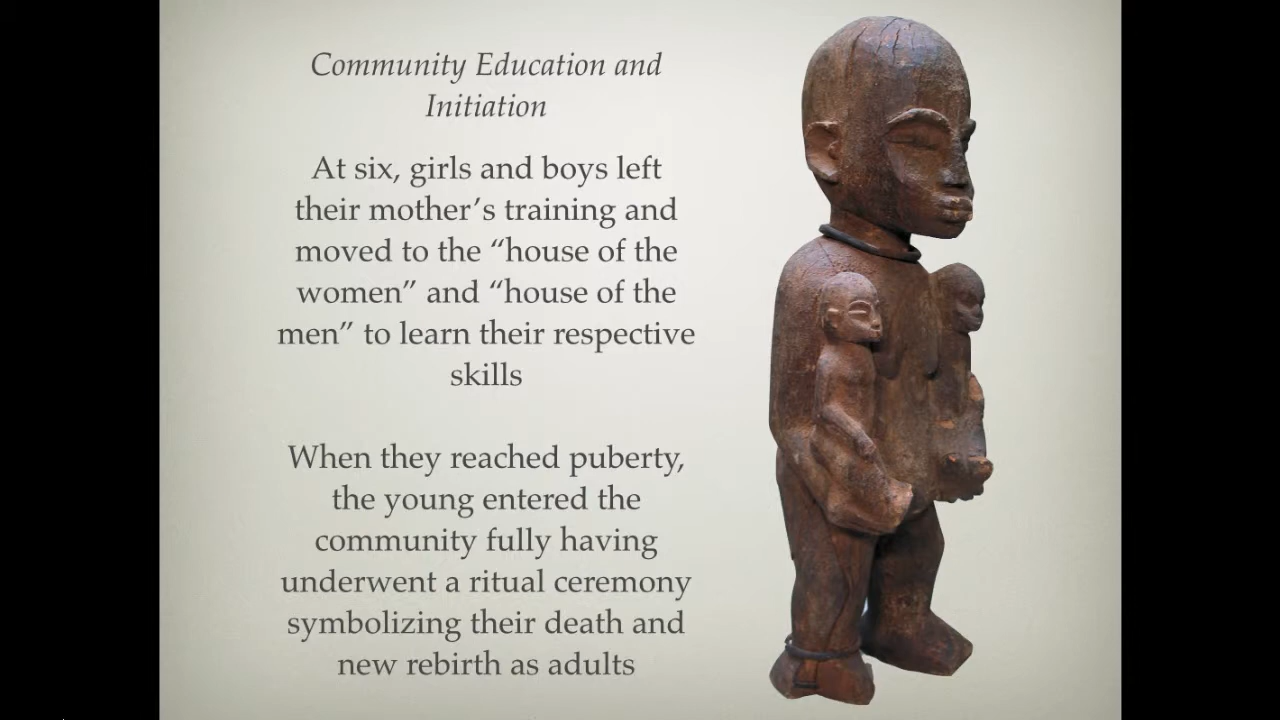 Community Education and
Initiation
At six, girls and boys left
their mother's training and
moved to the “house of the
women” and “house of the
men” to learn their respective
skills
When they reached puberty,
the young entered the
community fully having
underwent a ritual ceremony
symbolizing their death and
new rebirth as adults